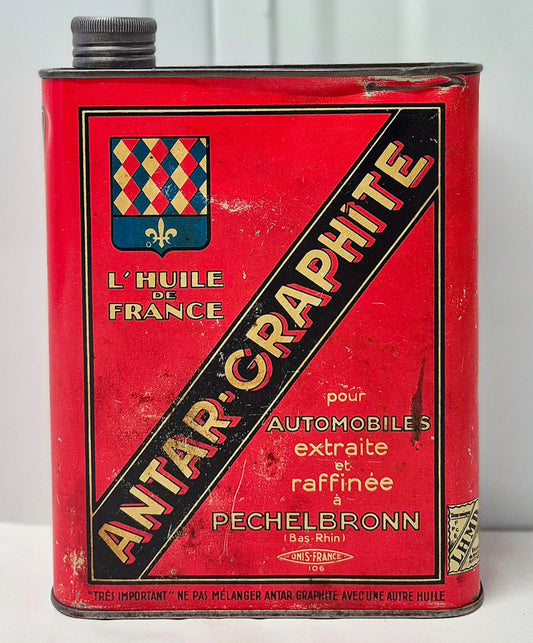 L'HUILE
DE
FRANCE
ANTAR-GRAPHITE
pour
AUTOMOBILES
extraite
et
raffinée
à
PECHELBRONN
(Bas-Rhin)
UNIS-FRANCE
106
"TRÈS IMPORTANT" NE PAS MÉLANGER ANTAR GRAPHITE AVEC UNE AUTRE HUILE